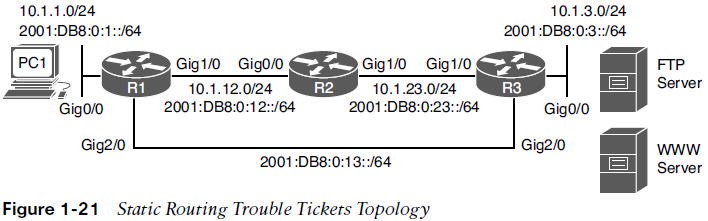 10.1.1.0/24
2001:DB8:0:1::/64
10.1.3.0/24
2001:DB8:0:3::/64
PC1
Gig1/0
Gig0/0
Gig1/0
Gig1/0
FTP
Server
R1
R2
R3
10.1.12.0/24
2001:DB8:0:12::/64
10.1.23.0/24
2001:DB8:0:23::/64
Gig0/0
Gig0/0
Gig2/0
Gig2/0
2001:DB8:0:13::/64
WWW
Server
Figure 1-21 Static Routing Trouble Tickets Topology